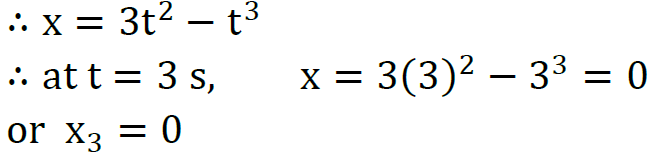 ∴ x = 3t² − t³
∴ at t = 3 s, x = 3(3)² − 3³ = 0
or x₃ = 0